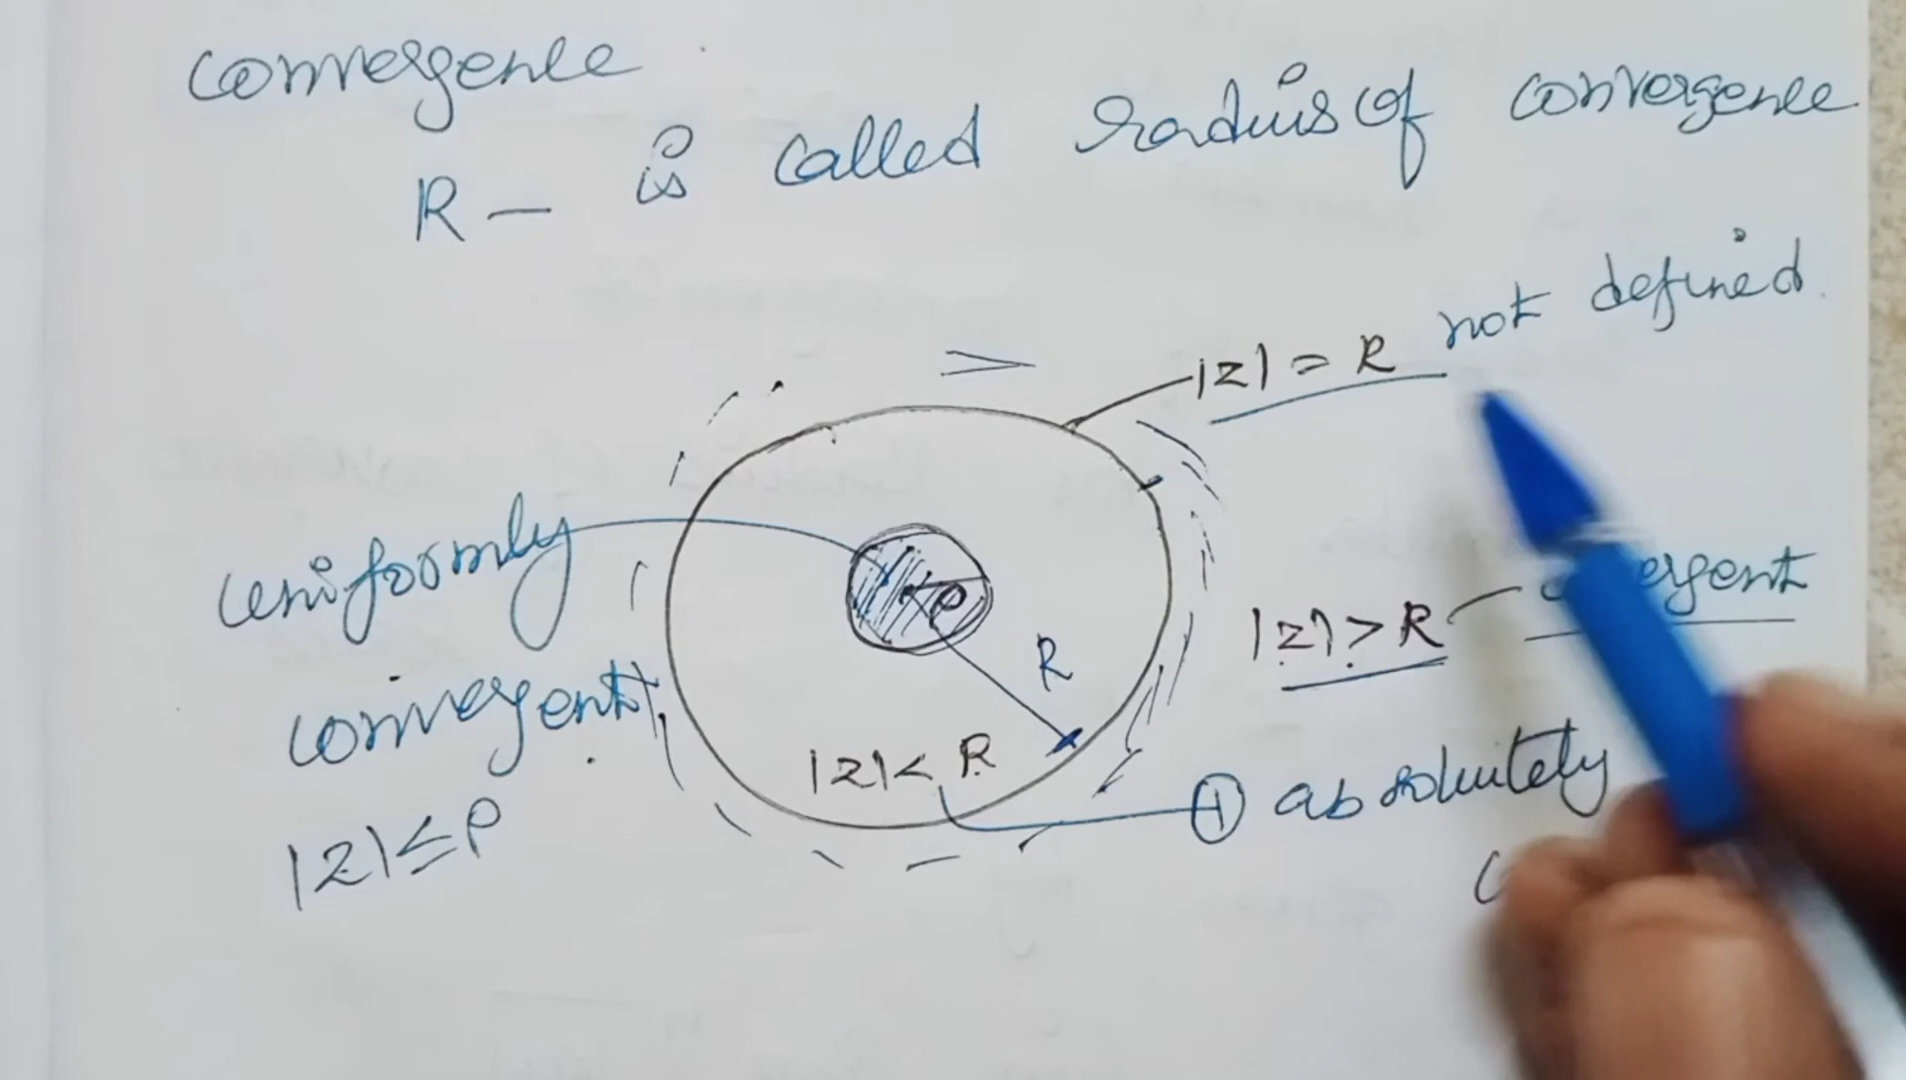 convergence
R — is called radius of convergence
|z| = R not defined
uniformly
convergent
|z| ≤ ρ
ρ
R
|z| < R
|z| > R
① absolutely